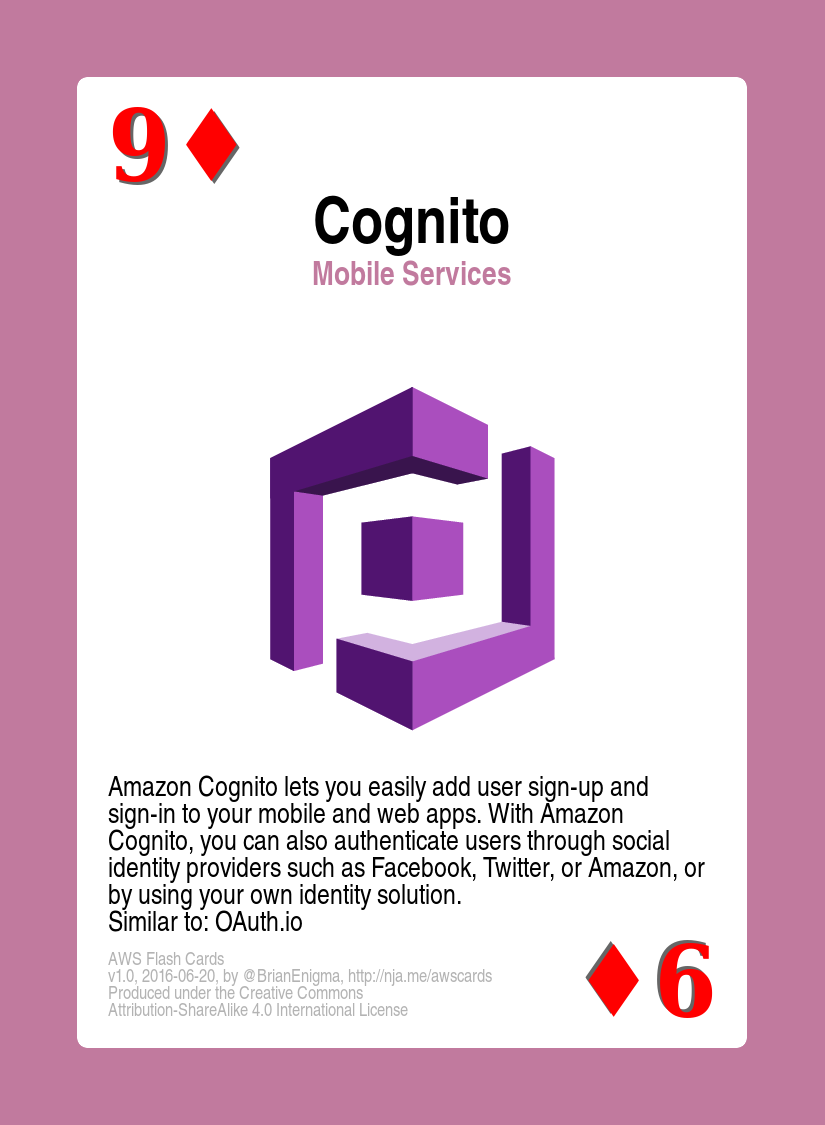 9♦
Cognito
Mobile Services
Amazon Cognito lets you easily add user sign-up and
sign-in to your mobile and web apps. With Amazon
Cognito, you can also authenticate users through social
identity providers such as Facebook, Twitter, or Amazon, or
by using your own identity solution.
Similar to: OAuth.io
AWS Flash Cards
v1.0, 2016-06-20, by @BrianEnigma, http://nja.me/awscards
Produced under the Creative Commons
Attribution-ShareAlike 4.0 International License
9♦